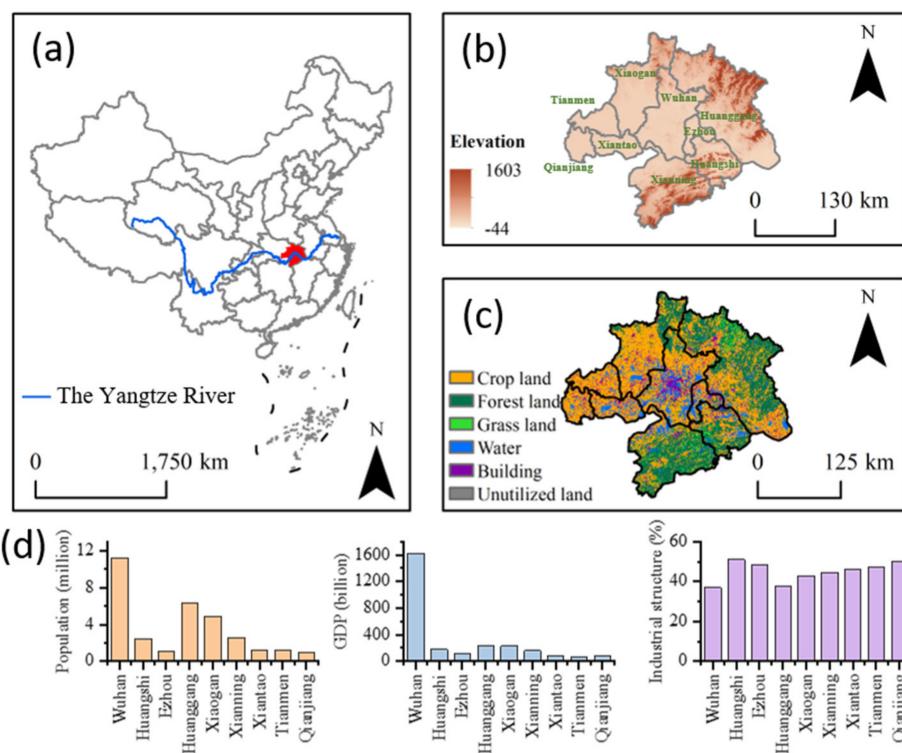 (a)
The Yangtze River
0
1,750 km
N
(b)
N
Xiaogan
Tianmen
Wuhan
Huanggang
Ezhou
Xiantao
Qianjiang
Huangshi
Xianning
Elevation
1603
-44
0
130 km
(c)
N
Crop land
Forest land
Grass land
Water
Building
Unutilized land
0
125 km
(d)
Population (million)
12
8
4
0
Wuhan
Huangshi
Ezhou
Huanggang
Xiaogan
Xianning
Xiantao
Tianmen
Qianjiang
GDP (billion)
1600
1200
800
400
0
Wuhan
Huangshi
Ezhou
Huanggang
Xiaogan
Xianning
Xiantao
Tianmen
Qianjiang
Industrial structure (%)
60
40
20
0
Wuhan
Huangshi
Ezhou
Huanggang
Xiaogan
Xianning
Xiantao
Tianmen
Qianjiang